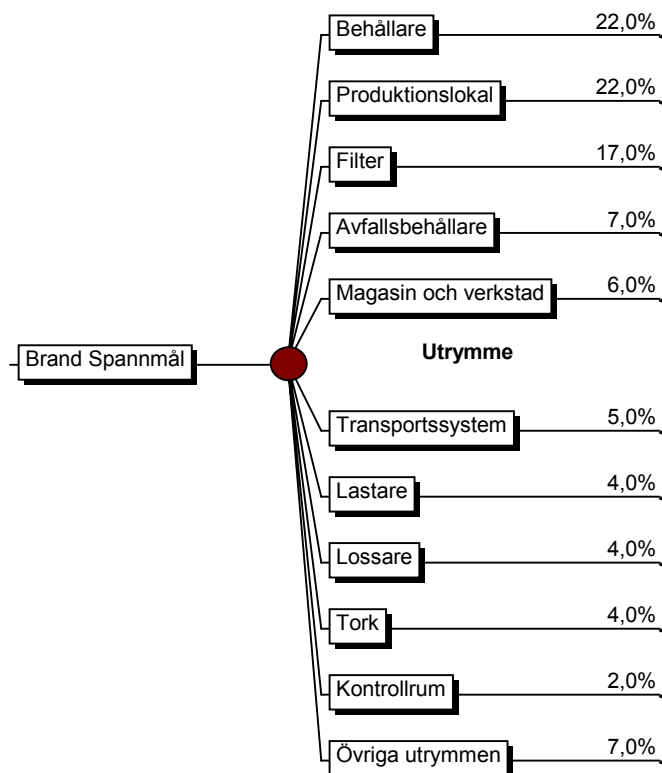 Behållare 22,0%
Produktionslokal 22,0%
Filter 17,0%
Avfallsbehållare 7,0%
Magasin och verkstad 6,0%
Brand Spannmål Utrymme
Transportssystem 5,0%
Lastare 4,0%
Lossare 4,0%
Tork 4,0%
Kontrollrum 2,0%
Övriga utrymmen 7,0%